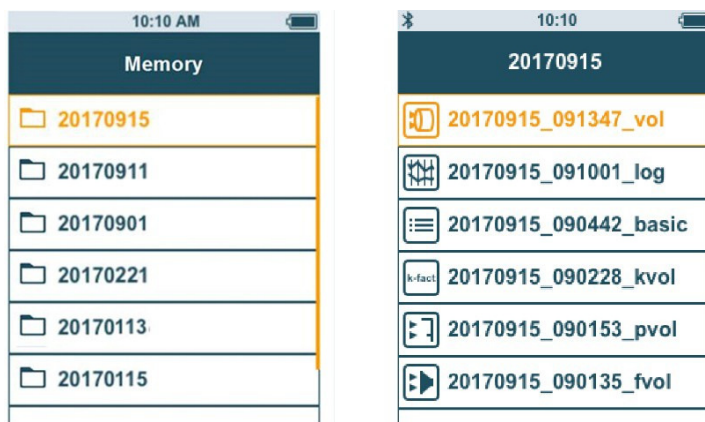 10:10 AM
Memory
20170915
20170911
20170901
20170221
20170113
20170115
10:10
20170915
20170915_091347_vol
20170915_091001_log
20170915_090442_basic
k-fact
20170915_090228_kvol
20170915_090153_pvol
20170915_090135_fvol